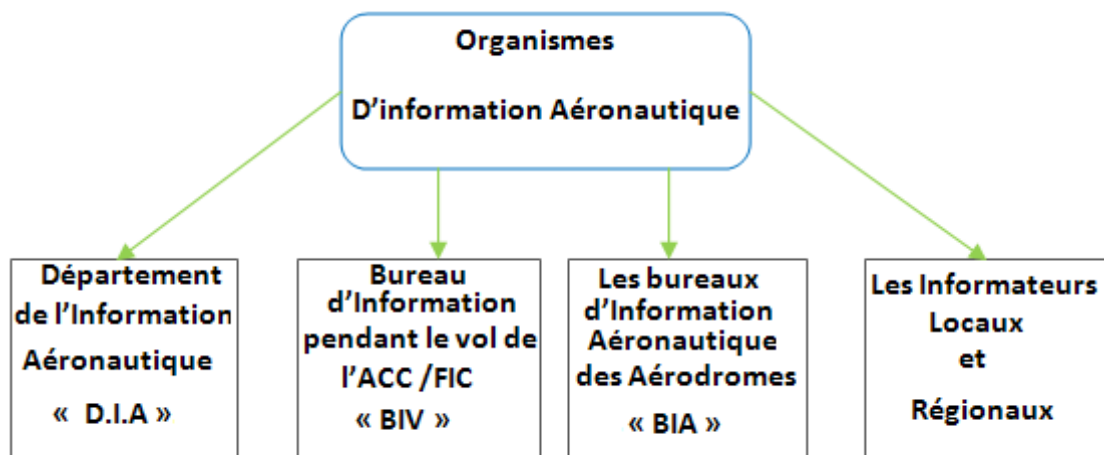 Organismes
D’information Aéronautique
Département
de l’Information
Aéronautique
« D.I.A »
Bureau
d’Information
pendant le vol de
l’ACC /FIC
« BIV »
Les bureaux
d’Information
Aéronautique
des Aérodromes
« BIA »
Les Informateurs
Locaux
et
Régionaux